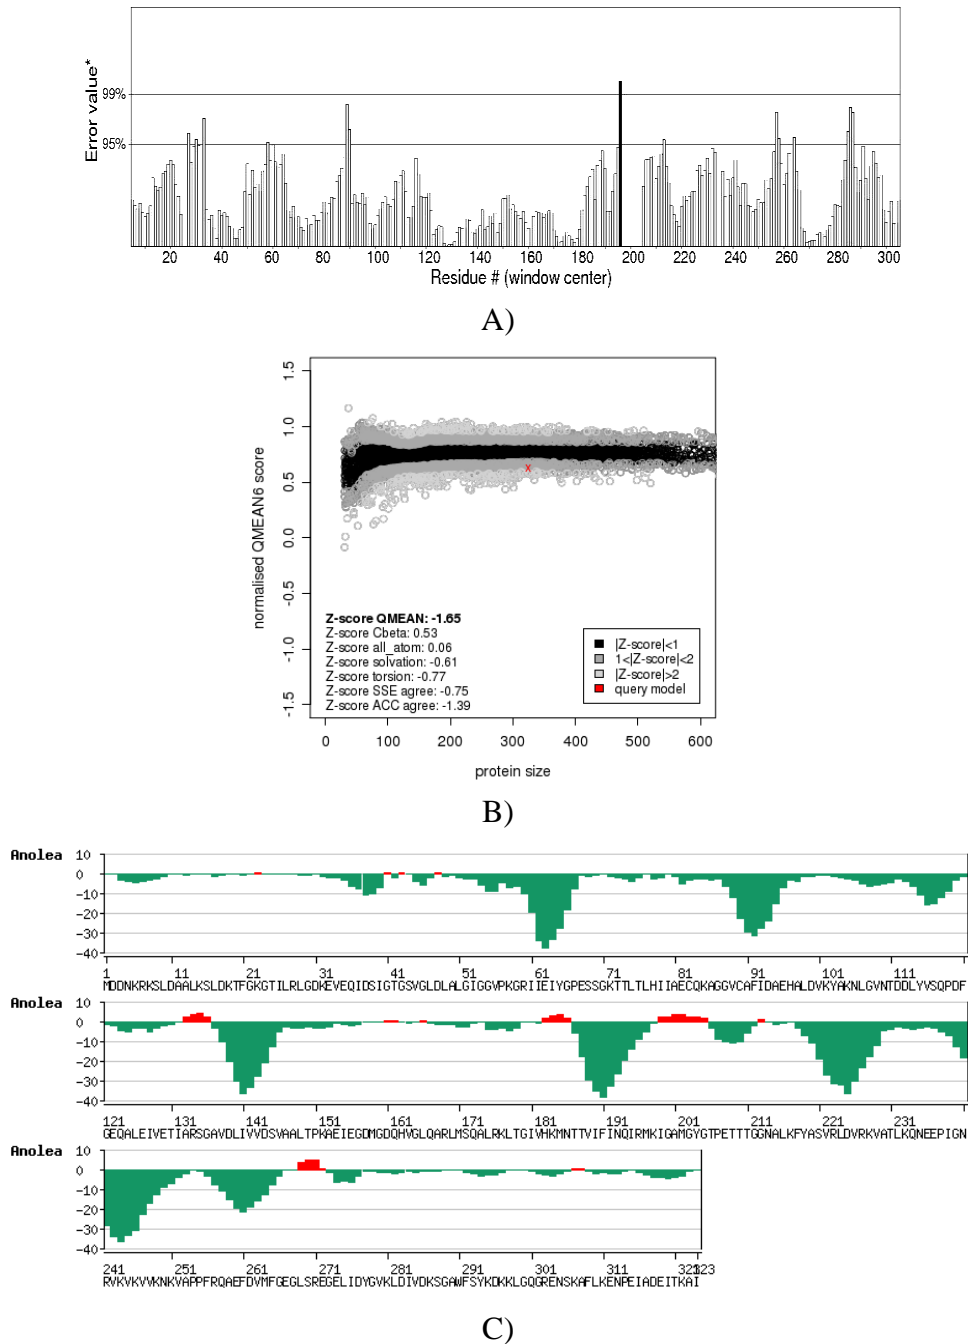 Error value*
99%
95%
20 40 60 80 100 120 140 160 180 200 220 240 260 280 300
Residue # (window center)
A)
normalised QMEAN6 score
1.5
1.0
0.5
0.0
-0.5
-1.0
-1.5
Z-score QMEAN: -1.65
Z-score Cbeta: 0.53
Z-score all_atom: 0.06
Z-score solvation: -0.61
Z-score torsion: -0.77
Z-score SSE agree: -0.75
Z-score ACC agree: -1.39
|Z-score|<1
1<|Z-score|<2
|Z-score|>2
query model
0 100 200 300 400 500 600
protein size
B)
Anolea
10
0
-10
-20
-30
-40
1 11 21 31 41 51 61 71 81 91 101 111
MDDNKRKSLDAALKSLDKTFGKGTILRLGDKEVEQIDSIGTGSVGLDLALGIGGVPKGRIIEIYGPESSGKTTLTLHIIAECQKAGGVCAFIDAEHALDVKYAKNLGVNTDDLYVSQPDF
Anolea
10
0
-10
-20
-30
-40
121 131 141 151 161 171 181 191 201 211 221 231
GEQALEIVETIARSGAVDLIVVDSVAALTPKAEIEGDMGDQHVGLQARLMSQALRKLTGIVHKMNTTVIFINQIRMKIGAMGYGTPETTTGGNALKFYASVRLDVRKVATLKQNEEPIGN
Anolea
10
0
-10
-20
-30
-40
241 251 261 271 281 291 301 311 321 323
RVKVKVVKNKVAPPFRQAEFDVMFGEGLSREGELIDYGVKLDIVDKSGAWFSYKDKKLGQGRENSKAFLKENPEIADEITKAI
C)